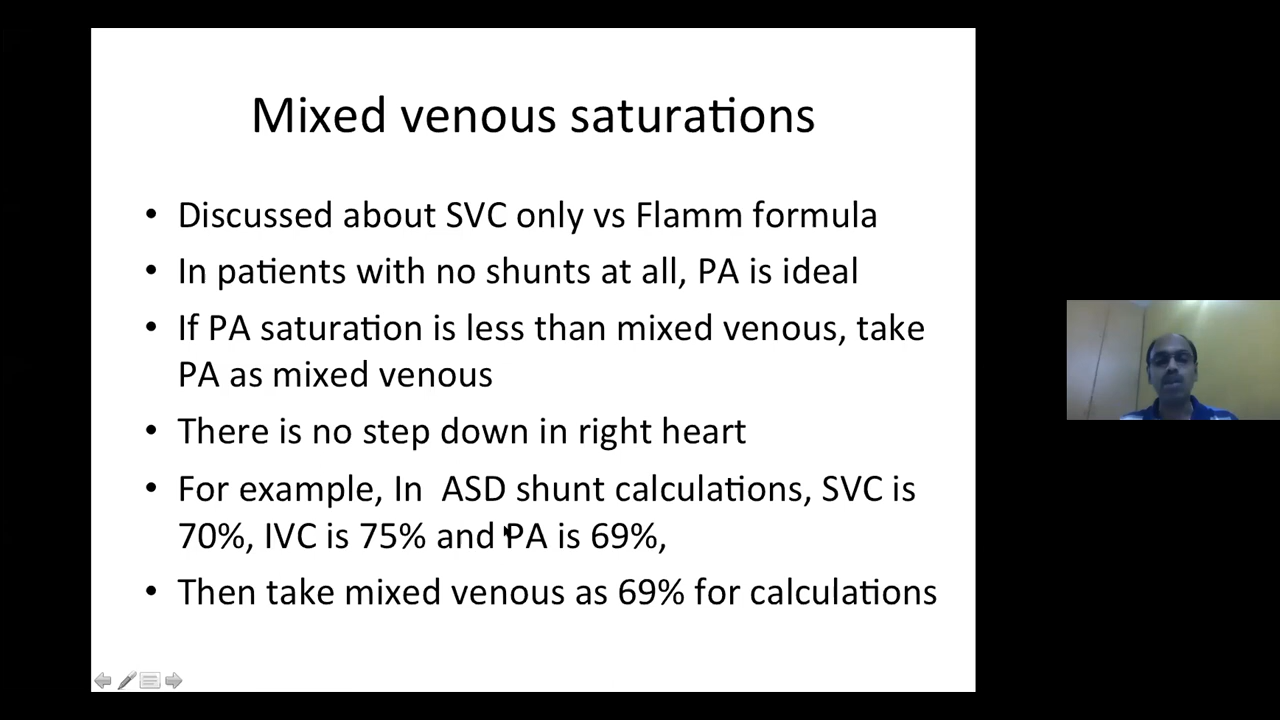 Mixed venous saturations
• Discussed about SVC only vs Flamm formula
• In patients with no shunts at all, PA is ideal
• If PA saturation is less than mixed venous, take
PA as mixed venous
• There is no step down in right heart
• For example, In  ASD shunt calculations, SVC is
70%, IVC is 75% and PA is 69%,
• Then take mixed venous as 69% for calculations